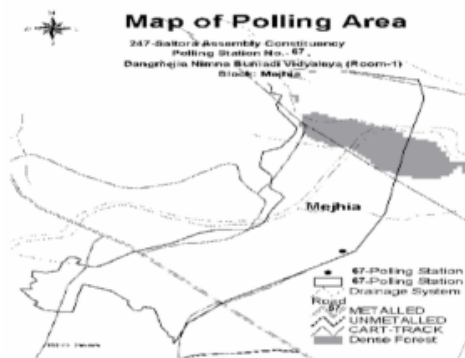 N
Map of Polling Area
247-Saltora Assembly Constituency
Polling Station No.- 67,
Dangmejia Nimna Buniadi Vidyalaya (Room-1)
Block: Mejhia
Mejhia
67-Polling Station
67-Polling Station
Drainage System
Road
67
METALLED
UNMETALLED
CART-TRACK
Dense Forest